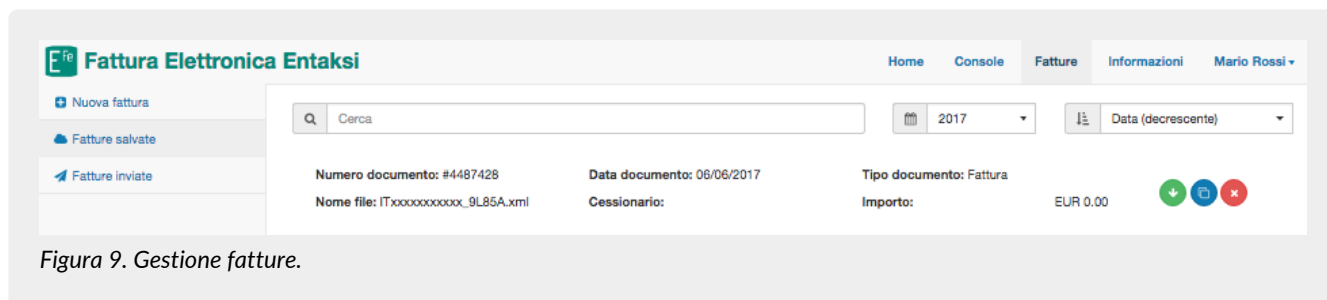 EFe Fattura Elettronica Entaksi Home Console Fatture Informazioni Mario Rossi
Nuova fattura
Cerca 2017 Data (decrescente)
Fatture salvate
Fatture inviate
Numero documento: #4487428 Data documento: 06/06/2017 Tipo documento: Fattura
Nome file: ITxxxxxxxxxxx_9L85A.xml Cessionario: Importo: EUR 0.00
Figura 9. Gestione fatture.